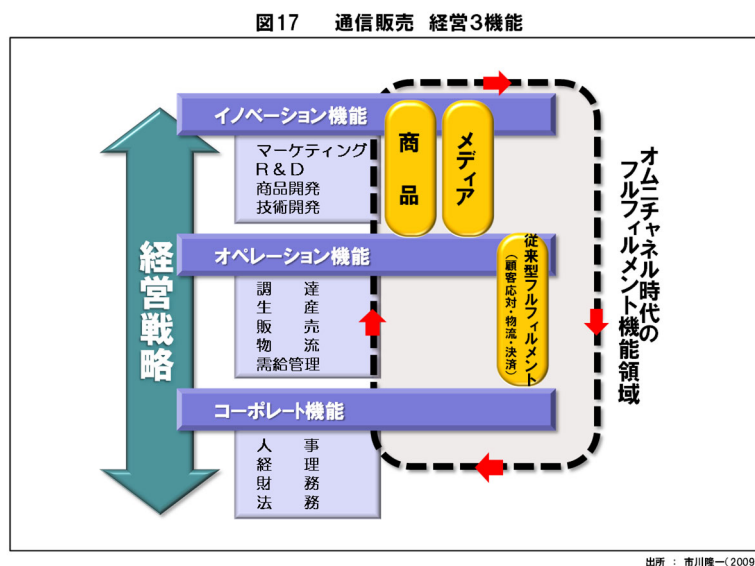 図17　通信販売 経営3機能
イノベーション機能
マーケティング
R&D
商品開発
技術開発
商品
メディア
経営戦略
オペレーション機能
調達
生産
販売
物流
需給管理
従来型フルフィルメント
(顧客応対・物流・決済)
コーポレート機能
人事
経理
財務
法務
オムニチャネル時代の
フルフィルメント機能領域
出所 : 市川隆一(2009